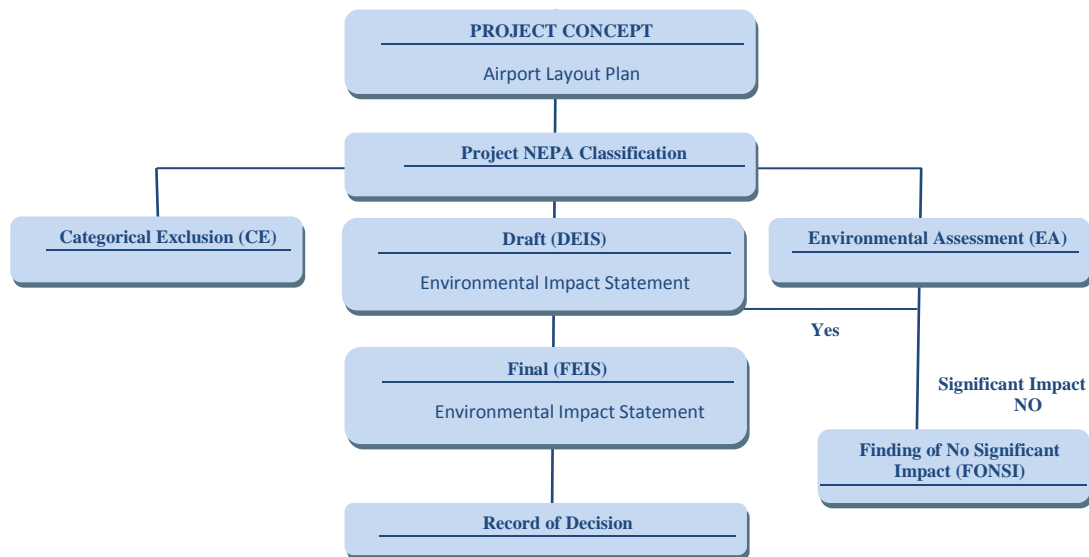 PROJECT CONCEPT
Airport Layout Plan
Project NEPA Classification
Categorical Exclusion (CE)
Draft (DEIS)
Environmental Impact Statement
Environmental Assessment (EA)
Yes
Final (FEIS)
Environmental Impact Statement
Significant Impact
NO
Finding of No Significant
Impact (FONSI)
Record of Decision